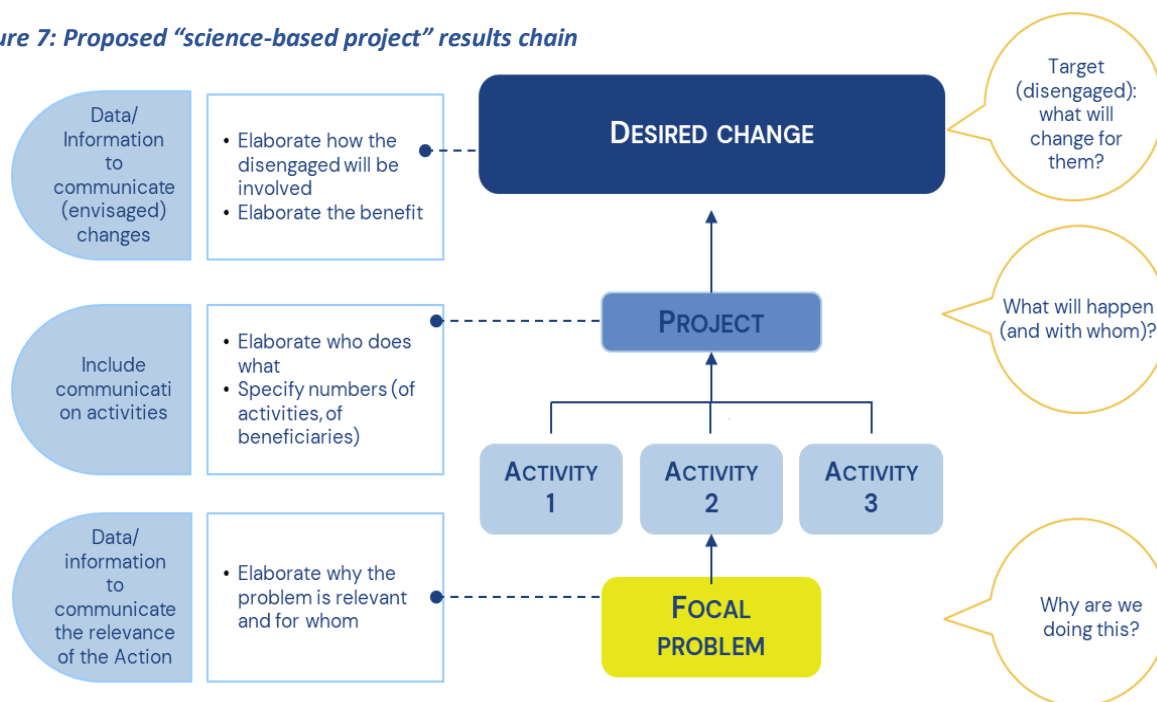 ure 7: Proposed “science-based project” results chain
Data/
Information
to
communicate
(envisaged)
changes
• Elaborate how the
disengaged will be
involved
• Elaborate the benefit
DESIRED CHANGE
Target
(disengaged):
what will
change for
them?
Include
communicati
on activities
• Elaborate who does
what
• Specify numbers (of
activities, of
beneficiaries)
PROJECT
What will happen
(and with whom)?
ACTIVITY
1
ACTIVITY
2
ACTIVITY
3
Data/
information
to
communicate
the relevance
of the Action
• Elaborate why the
problem is relevant
and for whom
FOCAL
PROBLEM
Why are we
doing this?